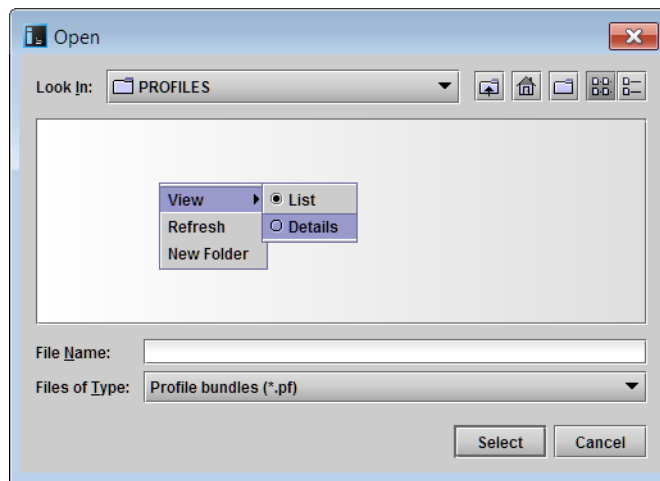 Open
Look In: PROFILES
View List
Refresh Details
New Folder
File Name:
Files of Type: Profile bundles (*.pf)
Select Cancel